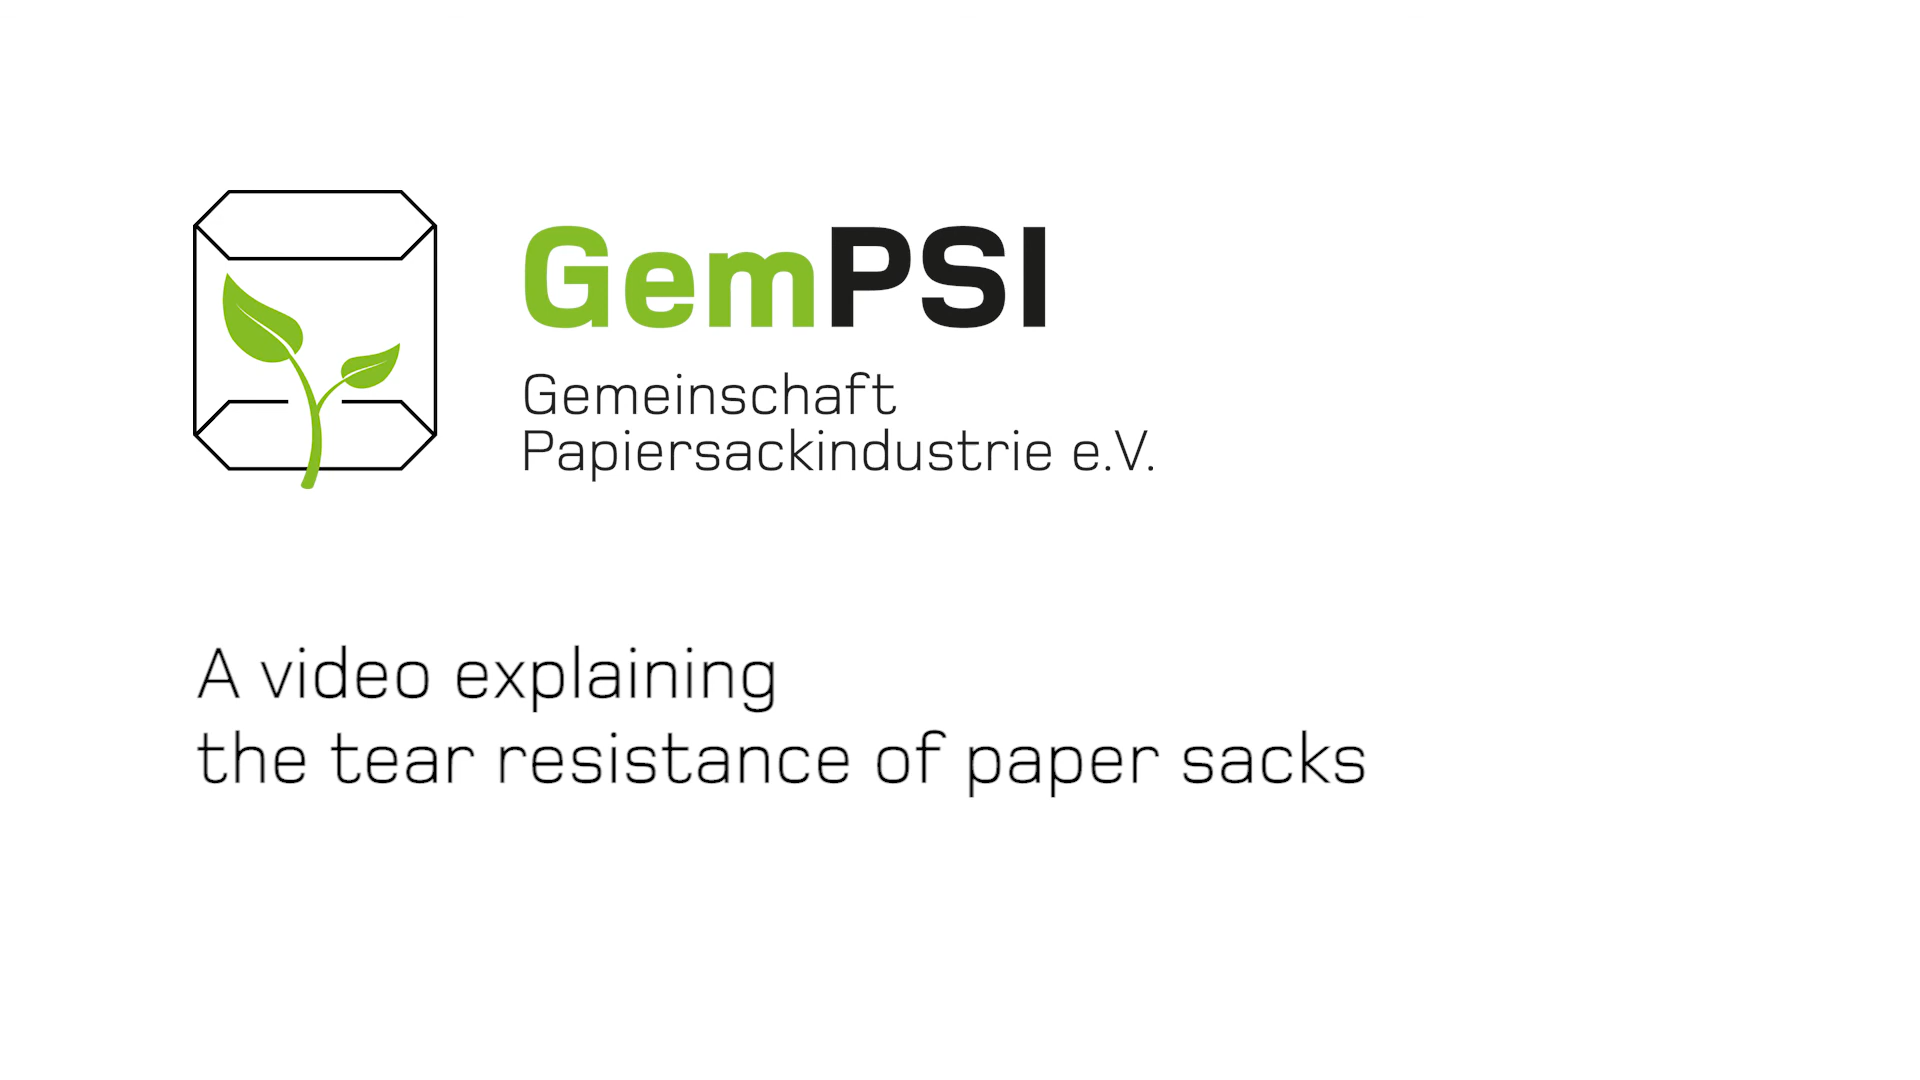 GemPSI
Gemeinschaft
Papiersackindustrie e.V.
A video explaining
the tear resistance of paper sacks